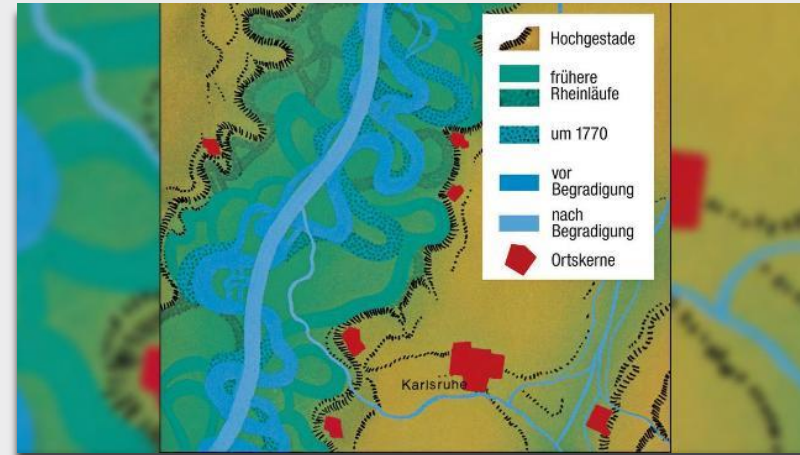 Hochgestade
frühere
Rheinläufe
um 1770
vor
Begradigung
nach
Begradigung
Ortskerne
Karlsruhe